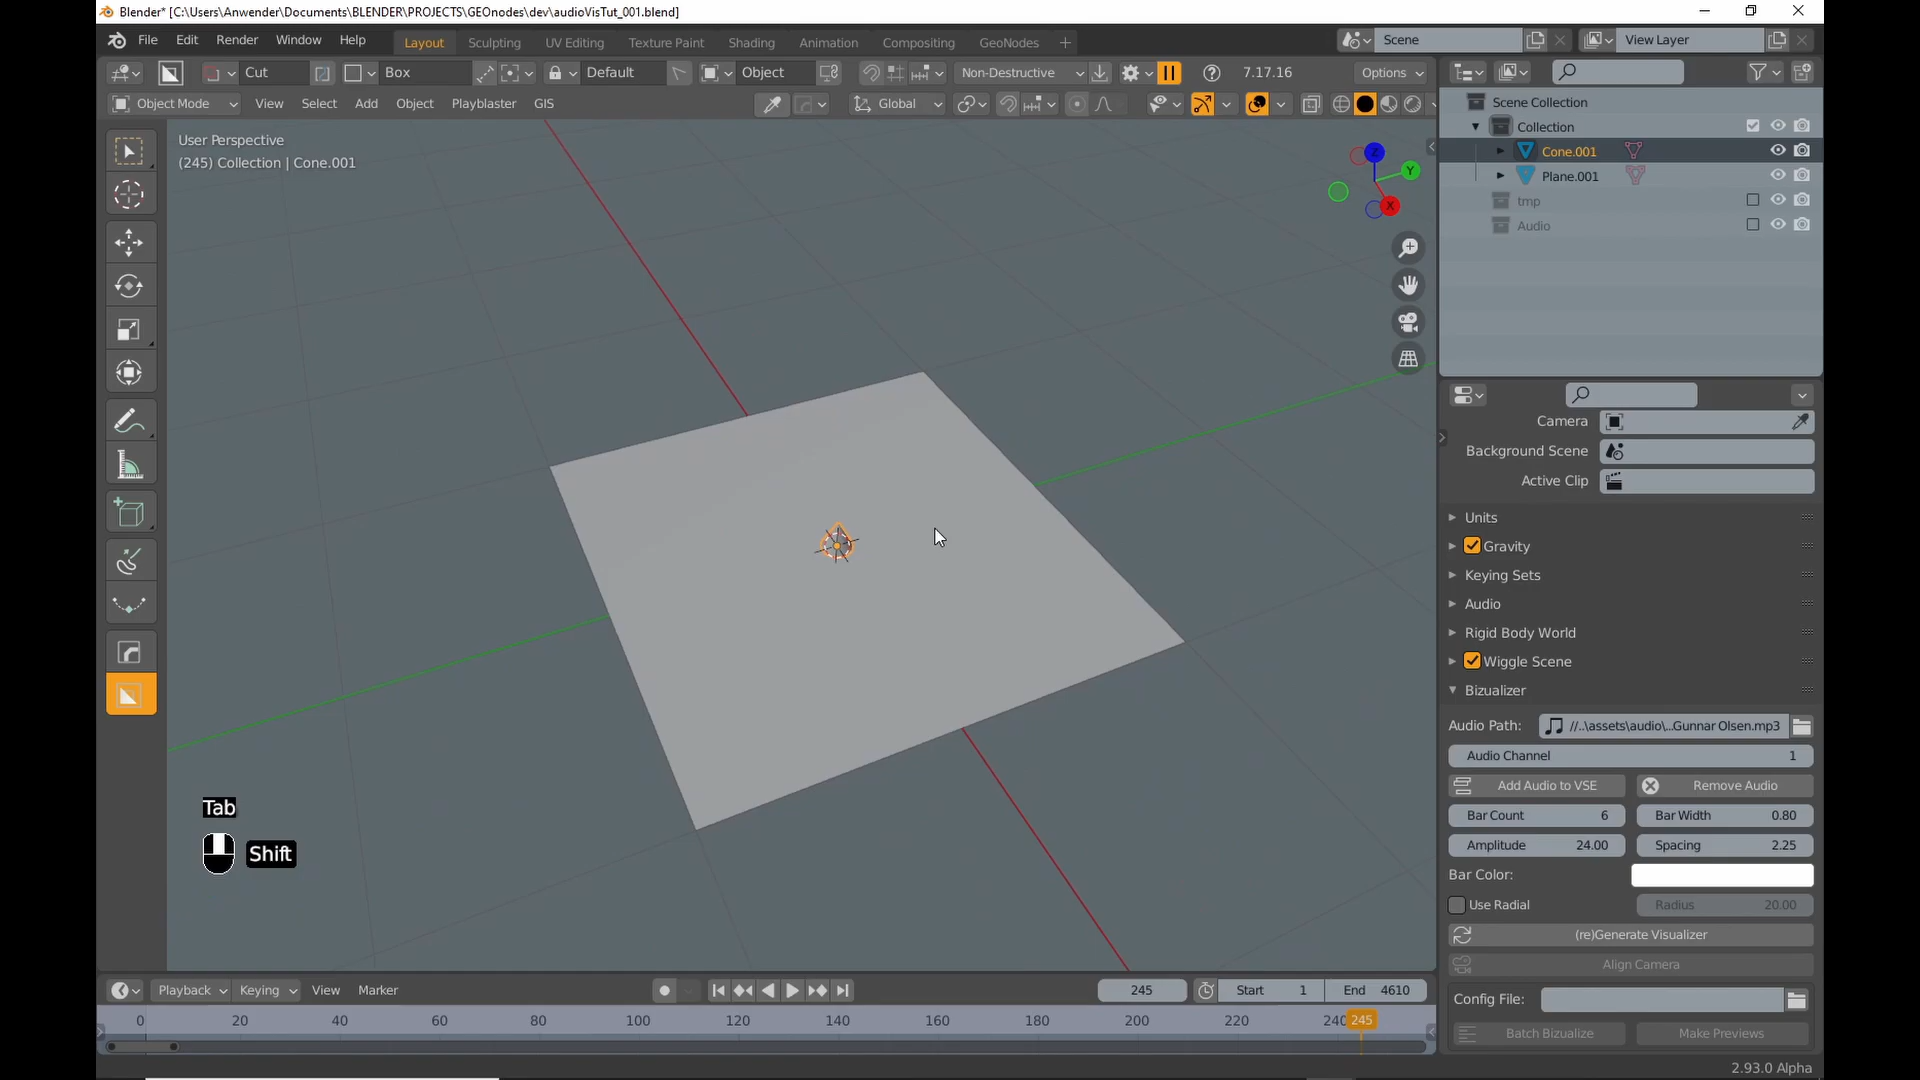 Blender* [C:\Users\Anwender\Documents\BLENDER\PROJECTS\GEOnodes\dev\audioVisTut_001.blend]
File Edit Render Window Help Layout Sculpting UV Editing Texture Paint Shading Animation Compositing GeoNodes Scene View Layer
Cut Box Default Object Non-Destructive 7.17.16 Options
Object Mode View Select Add Object Playblaster GIS Global
User Perspective
(245) Collection | Cone.001
Z
Y
X
Scene Collection
Collection
Cone.001
Plane.001
tmp
Audio
Camera
Background Scene
Active Clip
Units
Gravity
Keying Sets
Audio
Rigid Body World
Wiggle Scene
Bizualizer
Audio Path: //..\assets\audio\..Gunnar Olsen.mp3
Audio Channel 1
Add Audio to VSE Remove Audio
Bar Count 6 Bar Width 0.80
Amplitude 24.00 Spacing 2.25
Bar Color:
Use Radial Radius 20.00
(re)Generate Visualizer
Align Camera
Config File:
Batch Bizualize Make Previews
Tab
Shift
Playback Keying View Marker 245 Start 1 End 4610
0 20 40 60 80 100 120 140 160 180 200 220 240 245
2.93.0 Alpha